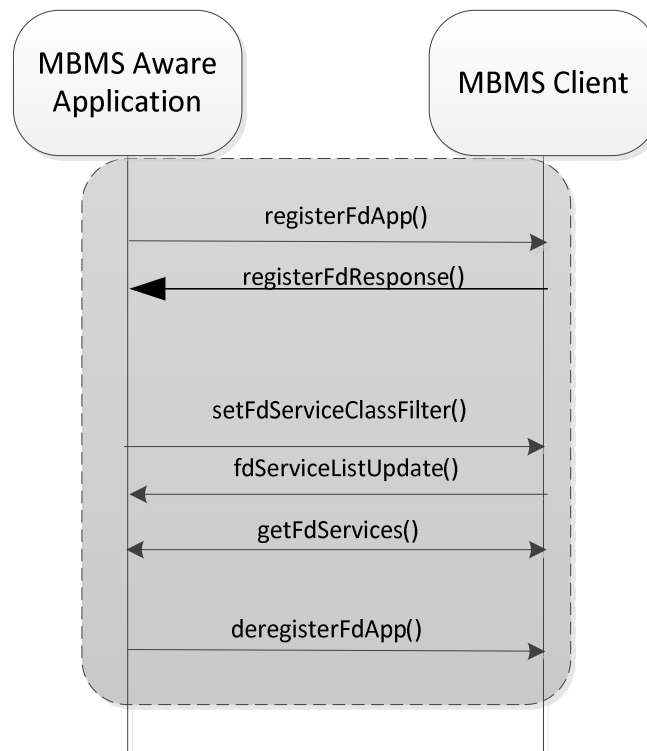 MBMS Aware
Application
MBMS Client
registerFdApp()
registerFdResponse()
setFdServiceClassFilter()
fdServiceListUpdate()
getFdServices()
deregisterFdApp()